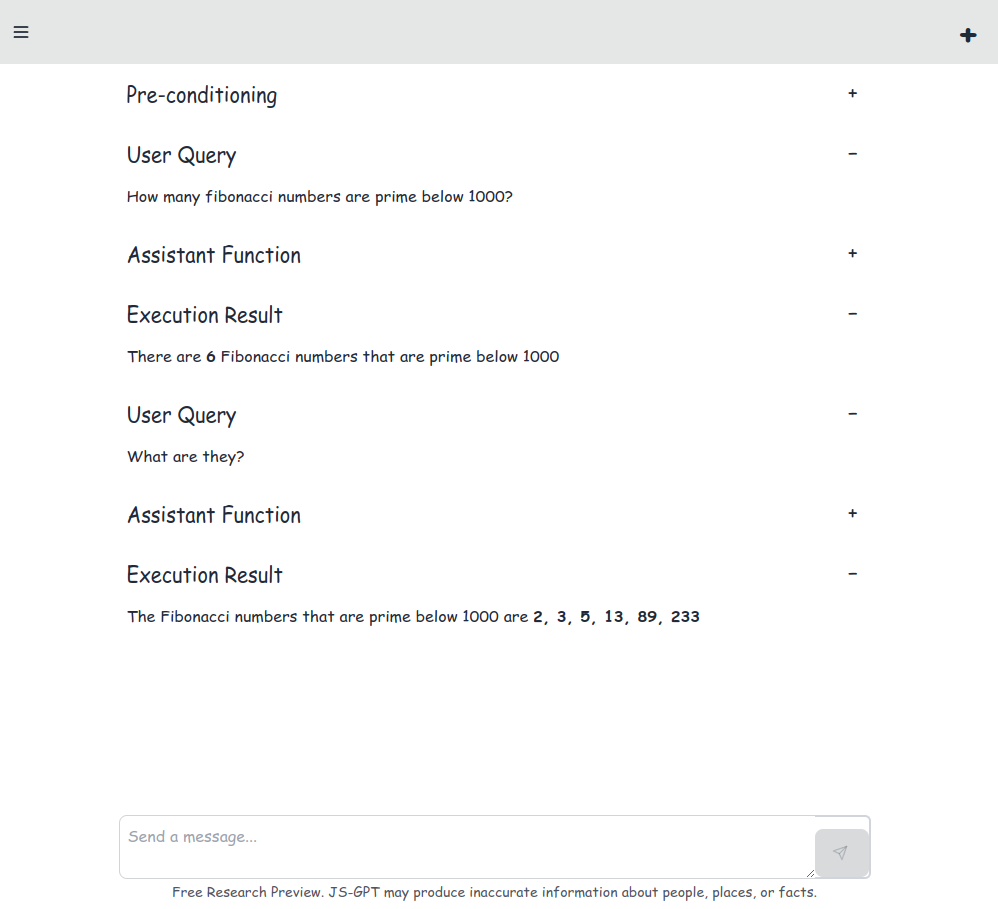 Pre-conditioning +
User Query −
How many fibonacci numbers are prime below 1000?
Assistant Function +
Execution Result −
There are 6 Fibonacci numbers that are prime below 1000
User Query −
What are they?
Assistant Function +
Execution Result −
The Fibonacci numbers that are prime below 1000 are 2, 3, 5, 13, 89, 233
Send a message...
Free Research Preview. JS-GPT may produce inaccurate information about people, places, or facts.